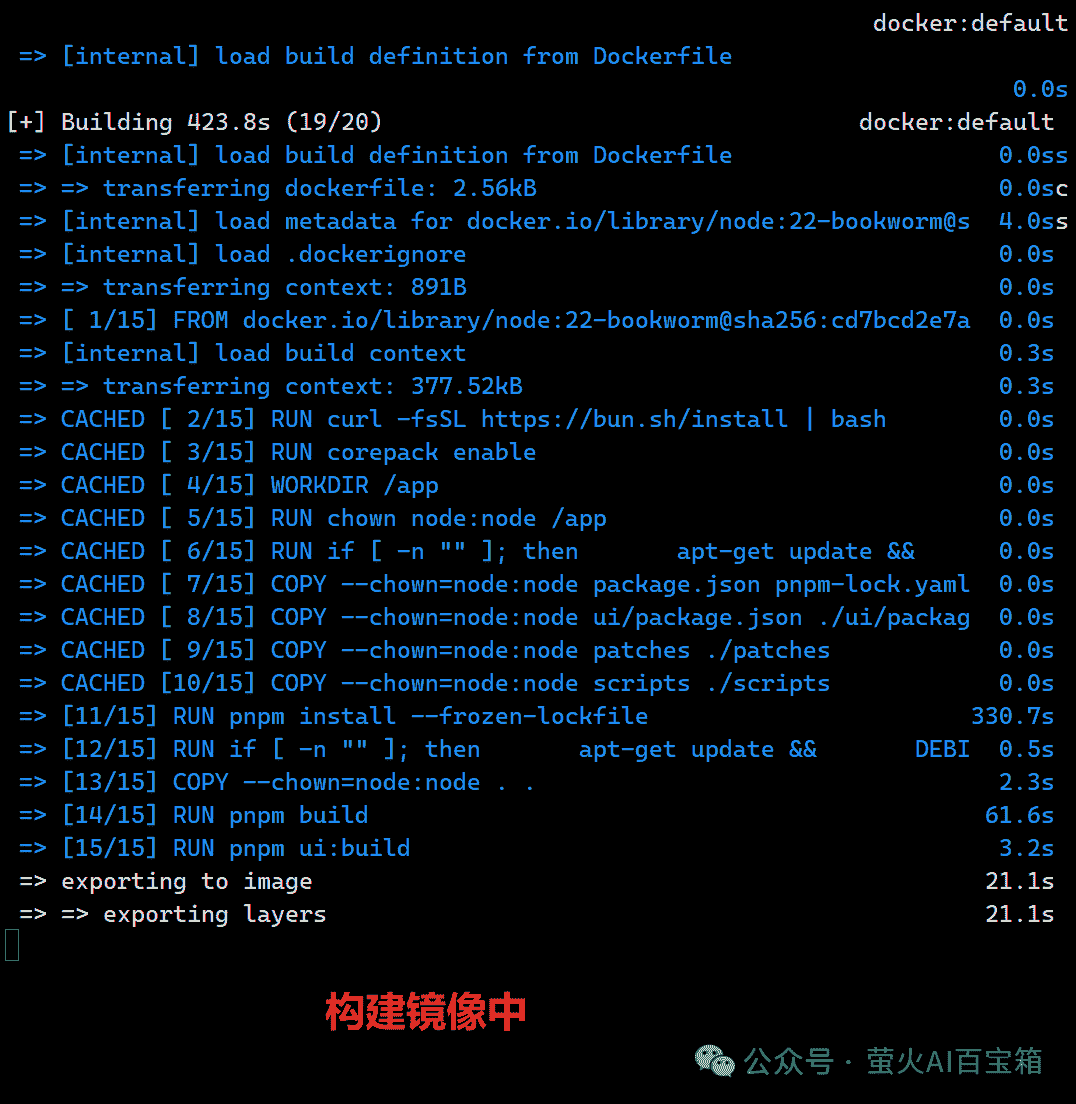 docker:default
=> [internal] load build definition from Dockerfile
0.0s
[+] Building 423.8s (19/20) docker:default
=> [internal] load build definition from Dockerfile 0.0ss
=> => transferring dockerfile: 2.56kB 0.0sc
=> [internal] load metadata for docker.io/library/node:22-bookworm@s 4.0ss
=> [internal] load .dockerignore 0.0s
=> => transferring context: 891B 0.0s
=> [ 1/15] FROM docker.io/library/node:22-bookworm@sha256:cd7bcd2e7a 0.0s
=> [internal] load build context 0.3s
=> => transferring context: 377.52kB 0.3s
=> CACHED [ 2/15] RUN curl -fsSL https://bun.sh/install | bash 0.0s
=> CACHED [ 3/15] RUN corepack enable 0.0s
=> CACHED [ 4/15] WORKDIR /app 0.0s
=> CACHED [ 5/15] RUN chown node:node /app 0.0s
=> CACHED [ 6/15] RUN if [ -n "" ]; then apt-get update && 0.0s
=> CACHED [ 7/15] COPY --chown=node:node package.json pnpm-lock.yaml 0.0s
=> CACHED [ 8/15] COPY --chown=node:node ui/package.json ./ui/packag 0.0s
=> CACHED [ 9/15] COPY --chown=node:node patches ./patches 0.0s
=> CACHED [10/15] COPY --chown=node:node scripts ./scripts 0.0s
=> [11/15] RUN pnpm install --frozen-lockfile 330.7s
=> [12/15] RUN if [ -n "" ]; then apt-get update && DEBI 0.5s
=> [13/15] COPY --chown=node:node . . 2.3s
=> [14/15] RUN pnpm build 61.6s
=> [15/15] RUN pnpm ui:build 3.2s
=> exporting to image 21.1s
=> => exporting layers 21.1s
构建镜像中
公众号 · 萤火AI百宝箱